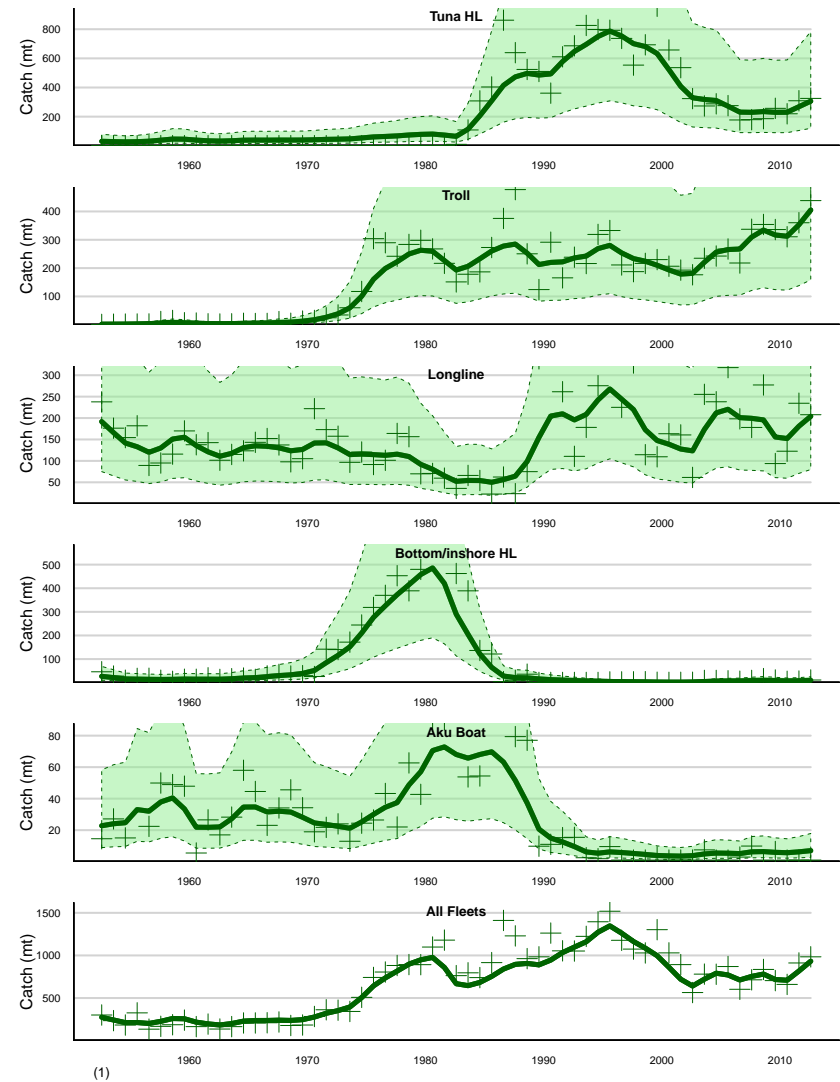 Tuna HL
Catch (mt)
800
600
400
200
1960 1970 1980 1990 2000 2010
Troll
Catch (mt)
400
300
200
100
1960 1970 1980 1990 2000 2010
Longline
Catch (mt)
300
250
200
150
100
50
1960 1970 1980 1990 2000 2010
Bottom/inshore HL
Catch (mt)
500
400
300
200
100
1960 1970 1980 1990 2000 2010
Aku Boat
Catch (mt)
80
60
40
20
1960 1970 1980 1990 2000 2010
All Fleets
Catch (mt)
1500
1000
500
1960 1970 1980 1990 2000 2010
(1)